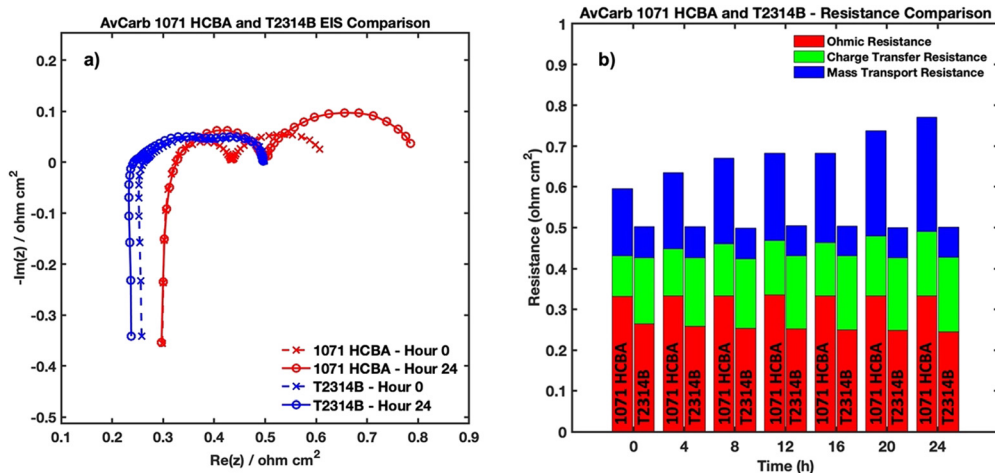 AvCarb 1071 HCBA and T2314B EIS Comparison
a)
0.2
0.1
0
-0.1
-0.2
-0.3
-0.4
-0.5
-Im(z) / ohm cm2
0.1 0.2 0.3 0.4 0.5 0.6 0.7 0.8 0.9
Re(z) / ohm cm2
1071 HCBA - Hour 0
1071 HCBA - Hour 24
T2314B - Hour 0
T2314B - Hour 24
AvCarb 1071 HCBA and T2314B - Resistance Comparison
b)
Ohmic Resistance
Charge Transfer Resistance
Mass Transport Resistance
1
0.9
0.8
0.7
0.6
0.5
0.4
0.3
0.2
0.1
0
Resistance (ohm cm2)
1071 HCBA
T2314B
1071 HCBA
T2314B
1071 HCBA
T2314B
1071 HCBA
T2314B
1071 HCBA
T2314B
1071 HCBA
T2314B
1071 HCBA
T2314B
0 4 8 12 16 20 24
Time (h)